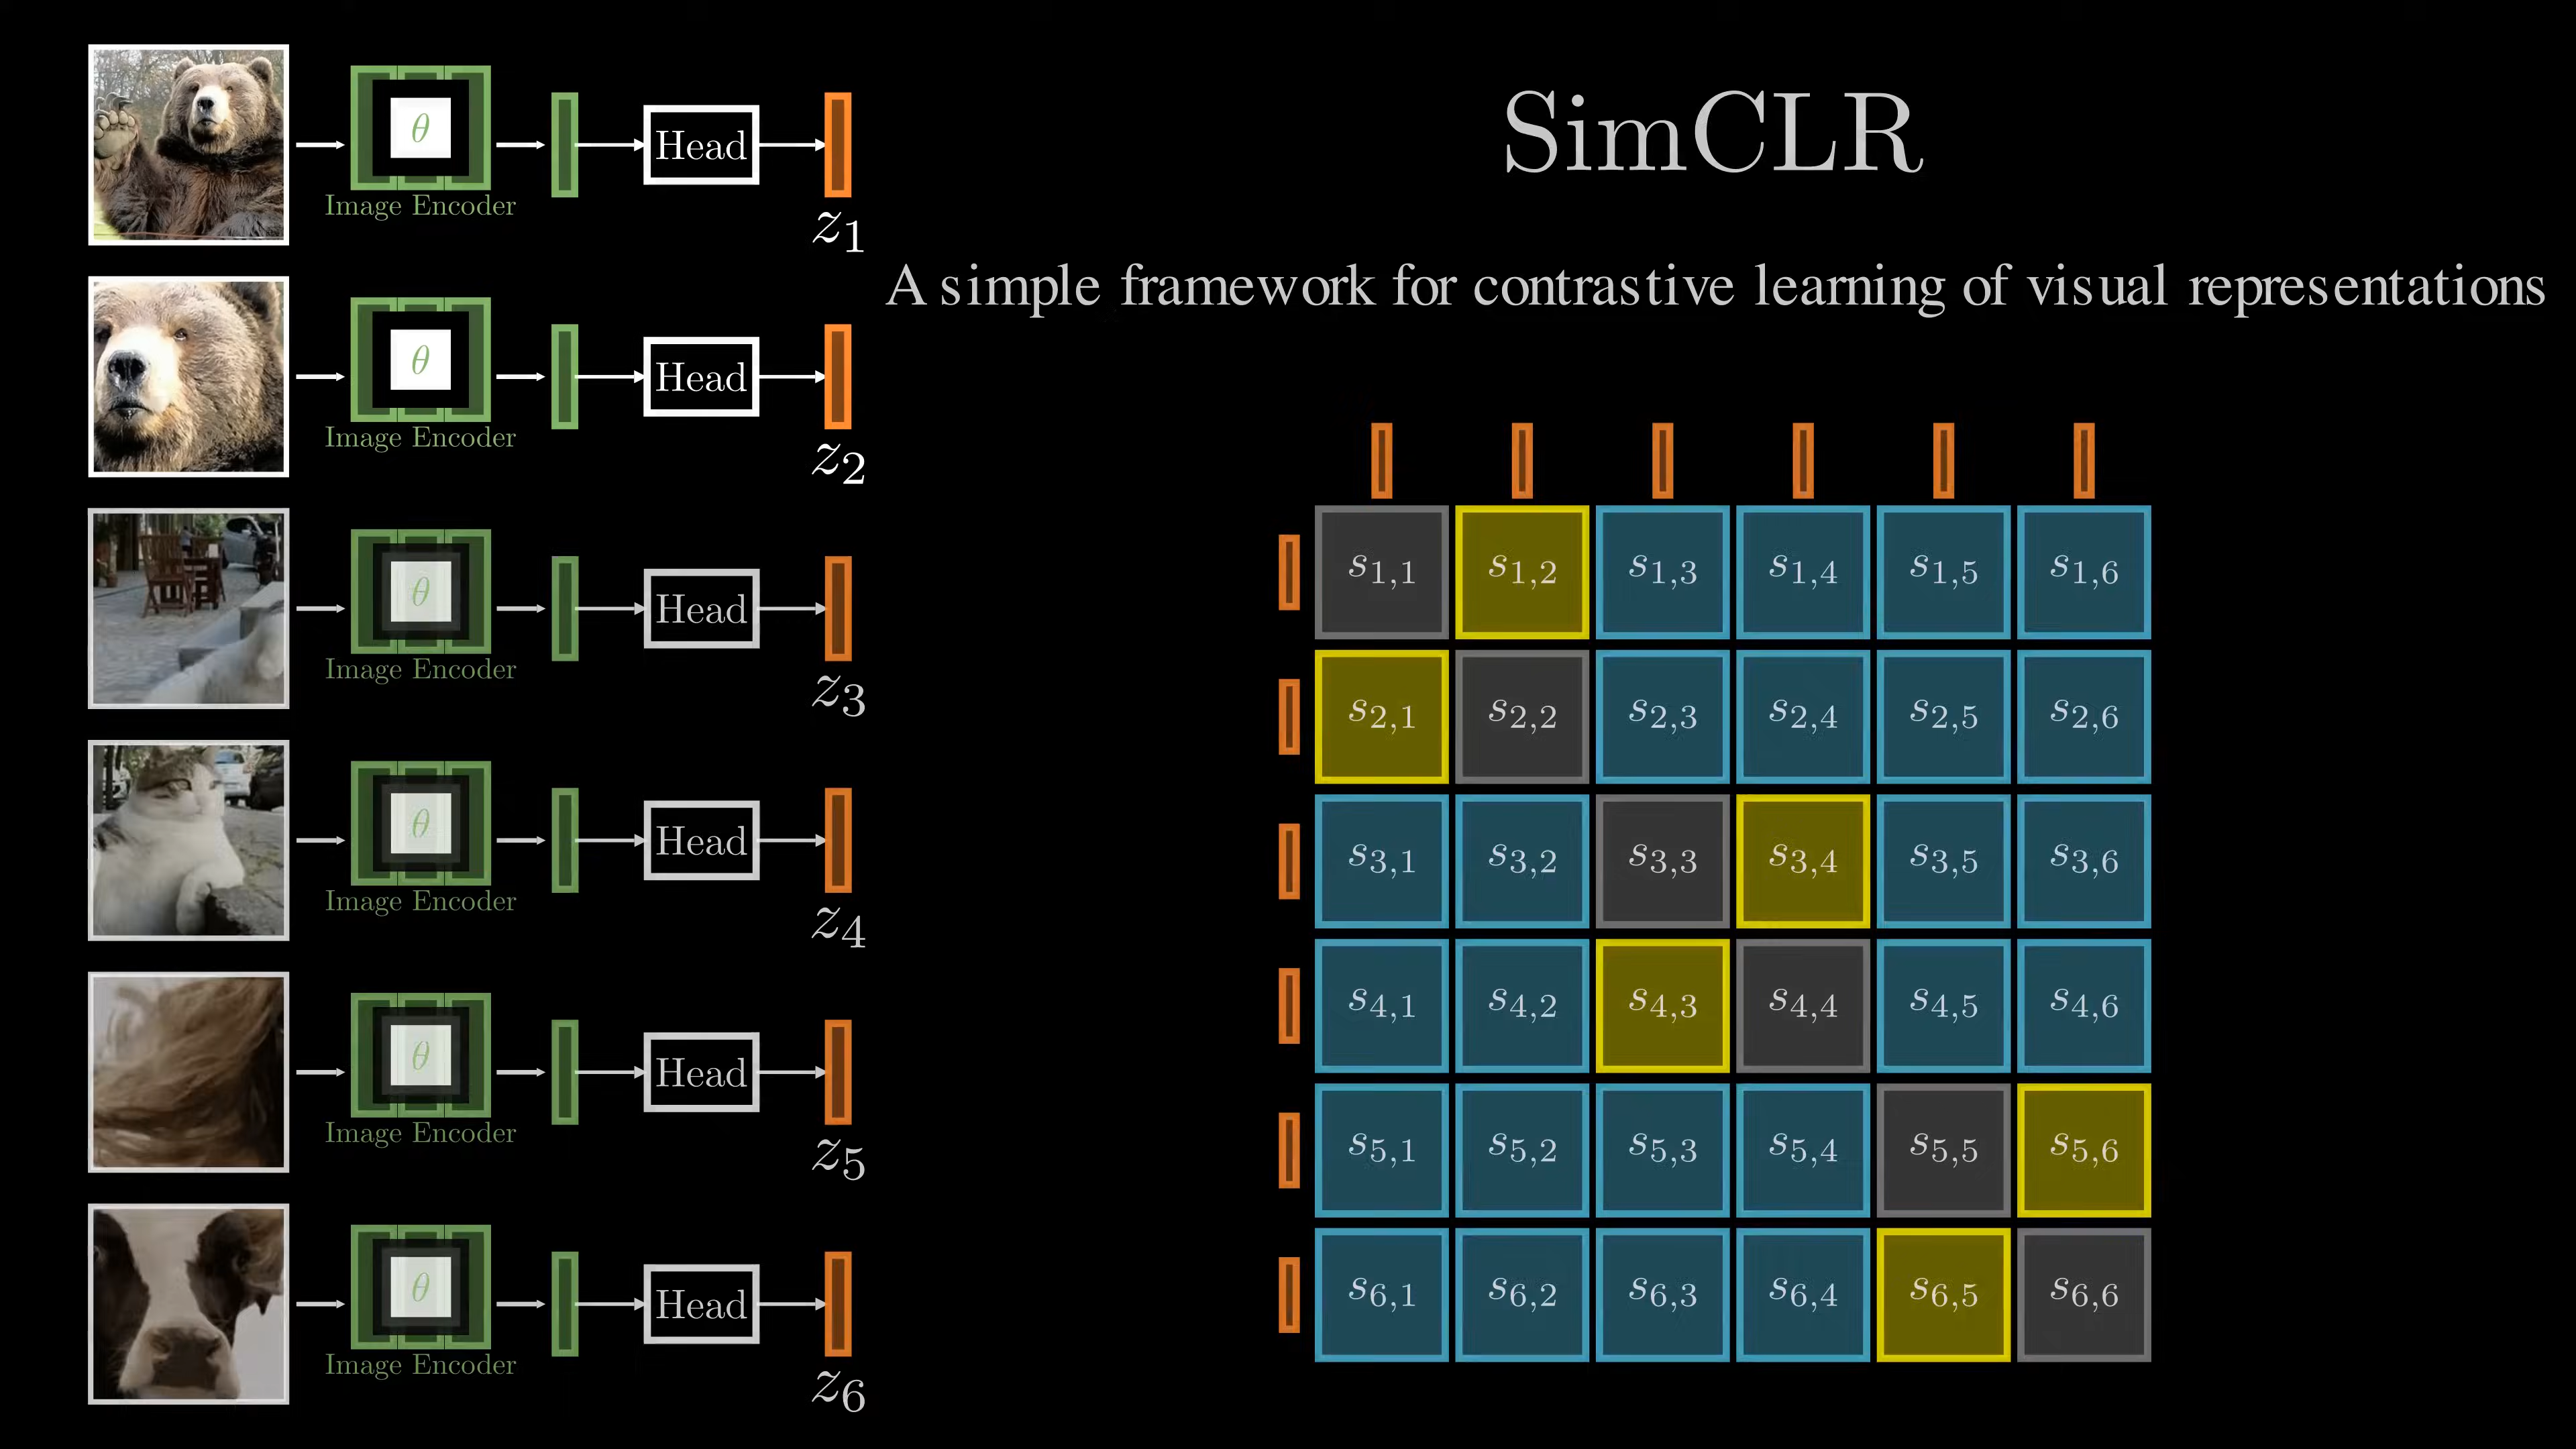 SimCLR
A simple framework for contrastive learning of visual representations
θ
Image Encoder
Head
z1
θ
Image Encoder
Head
z2
θ
Image Encoder
Head
z3
θ
Image Encoder
Head
z4
θ
Image Encoder
Head
z5
θ
Image Encoder
Head
z6
s1,1 s1,2 s1,3 s1,4 s1,5 s1,6
s2,1 s2,2 s2,3 s2,4 s2,5 s2,6
s3,1 s3,2 s3,3 s3,4 s3,5 s3,6
s4,1 s4,2 s4,3 s4,4 s4,5 s4,6
s5,1 s5,2 s5,3 s5,4 s5,5 s5,6
s6,1 s6,2 s6,3 s6,4 s6,5 s6,6